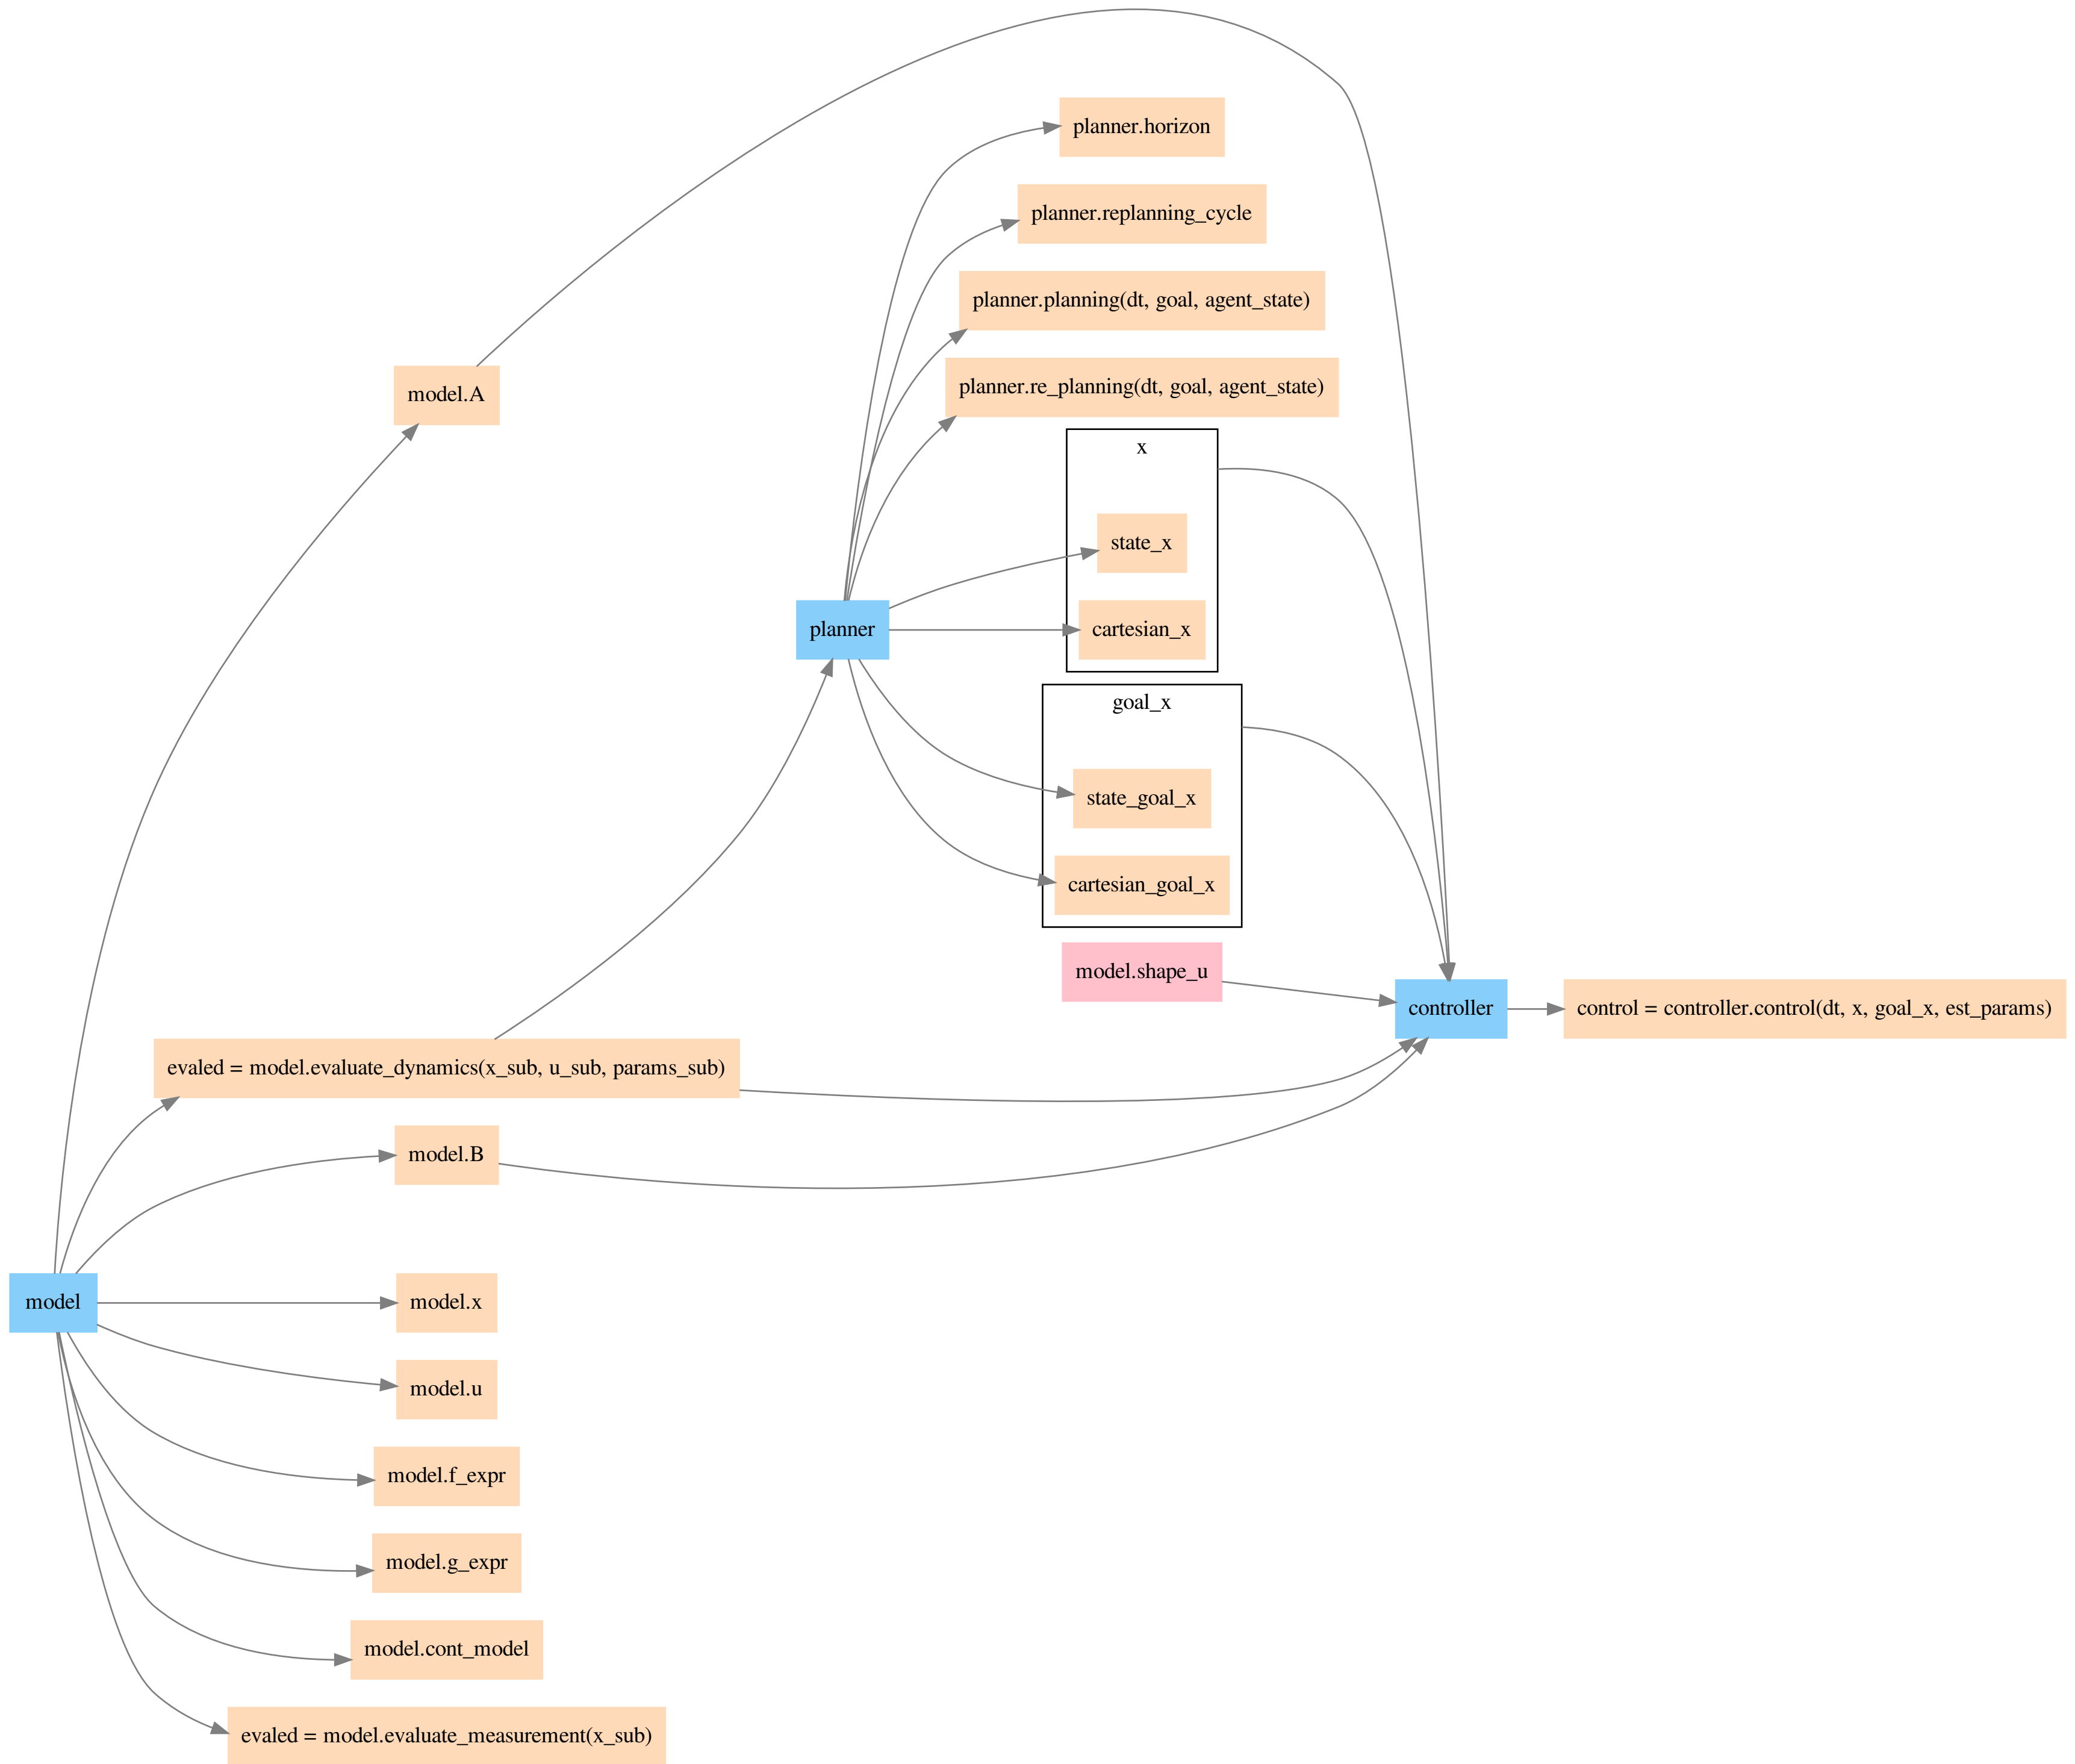 planner.horizon
planner.replanning_cycle
planner.planning(dt, goal, agent_state)
model.A
planner.re_planning(dt, goal, agent_state)
x
state_x
planner
cartesian_x
goal_x
state_goal_x
cartesian_goal_x
model.shape_u
controller
control = controller.control(dt, x, goal_x, est_params)
evaled = model.evaluate_dynamics(x_sub, u_sub, params_sub)
model.B
model
model.x
model.u
model.f_expr
model.g_expr
model.cont_model
evaled = model.evaluate_measurement(x_sub)